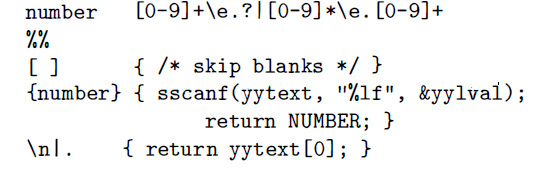 number [0-9]+\e.?|[0-9]*\e.[0-9]+
%%
[ ] { /* skip blanks */ }
{number} { sscanf(yytext, "%lf", &yylval);
return NUMBER; }
\n|. { return yytext[0]; }